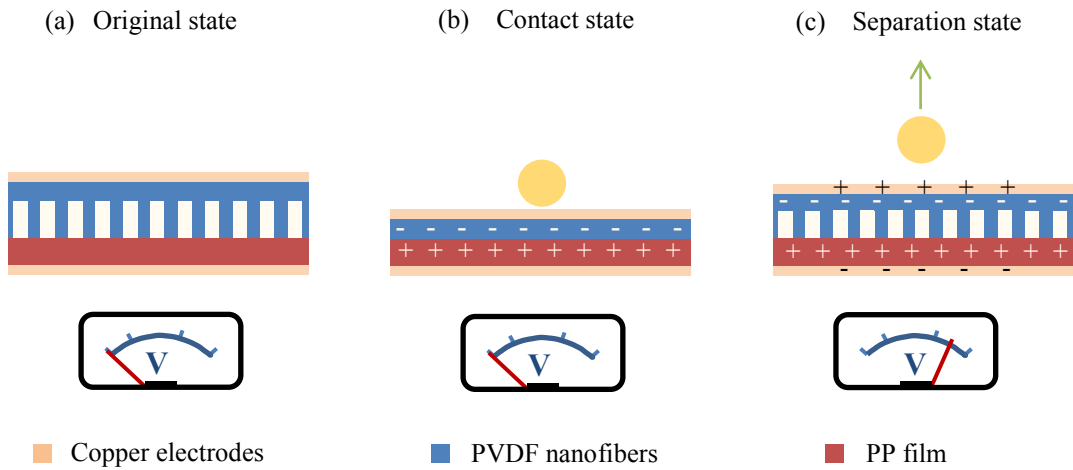 (a) Original state
(b) Contact state
(c) Separation state
+ + + + +
- - - - - - - - -
- - - - - - - - -
+ + + + + + + + +
+ + + + + + + + +
- - - - -
V
V
V
Copper electrodes
PVDF nanofibers
PP film